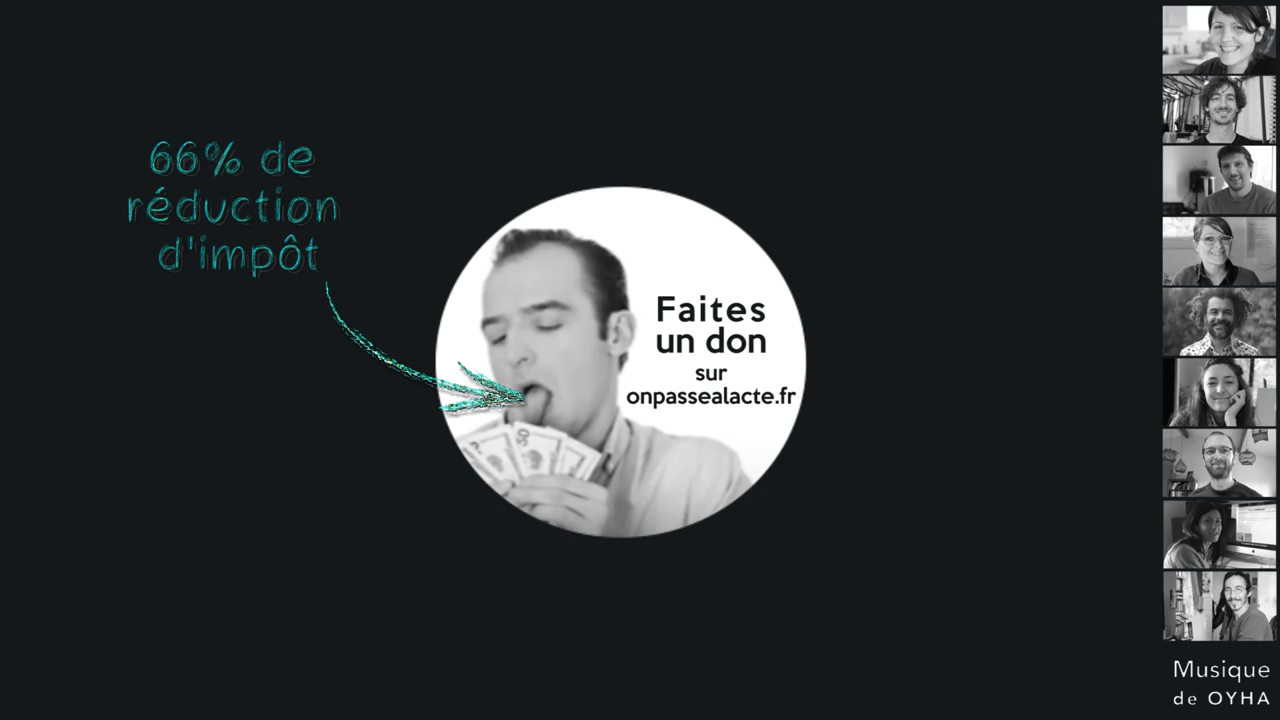 66% de
réduction
d'impôt
Faites
un don
sur
onpassealacte.fr
Musique
de OYHA